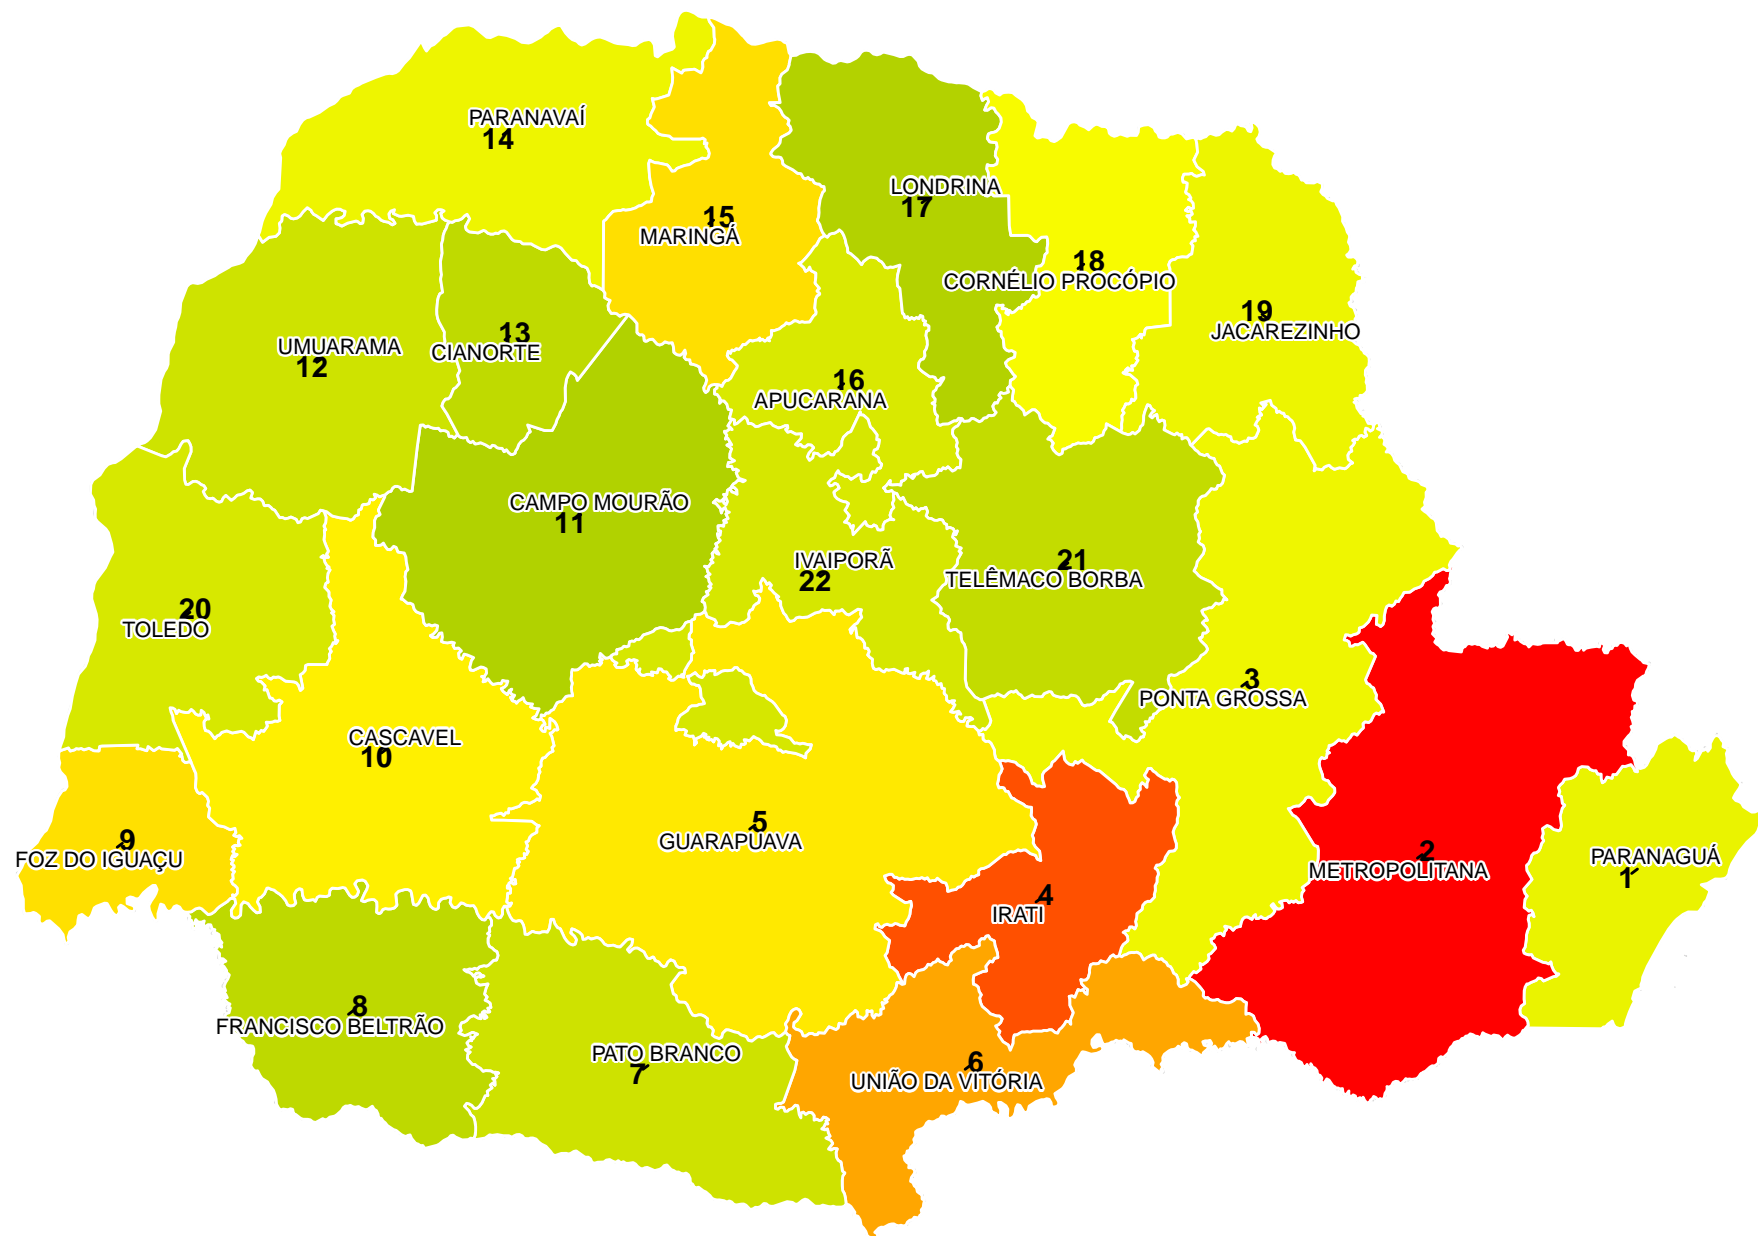 PARANAVAÍ
14
LONDRINA
17
15
MARINGÁ
18
CORNÉLIO PROCÓPIO
19
JACAREZINHO
UMUARAMA
12
13
CIANORTE
16
APUCARANA
CAMPO MOURÃO
11
IVAIPORÃ
22
21
TELÊMACO BORBA
20
TOLEDO
3
PONTA GROSSA
CASCAVEL
10
5
GUARAPUAVA
9
FOZ DO IGUAÇU
2
METROPOLITANA
PARANAGUÁ
1
4
IRATI
8
FRANCISCO BELTRÃO
PATO BRANCO
7
6
UNIÃO DA VITÓRIA